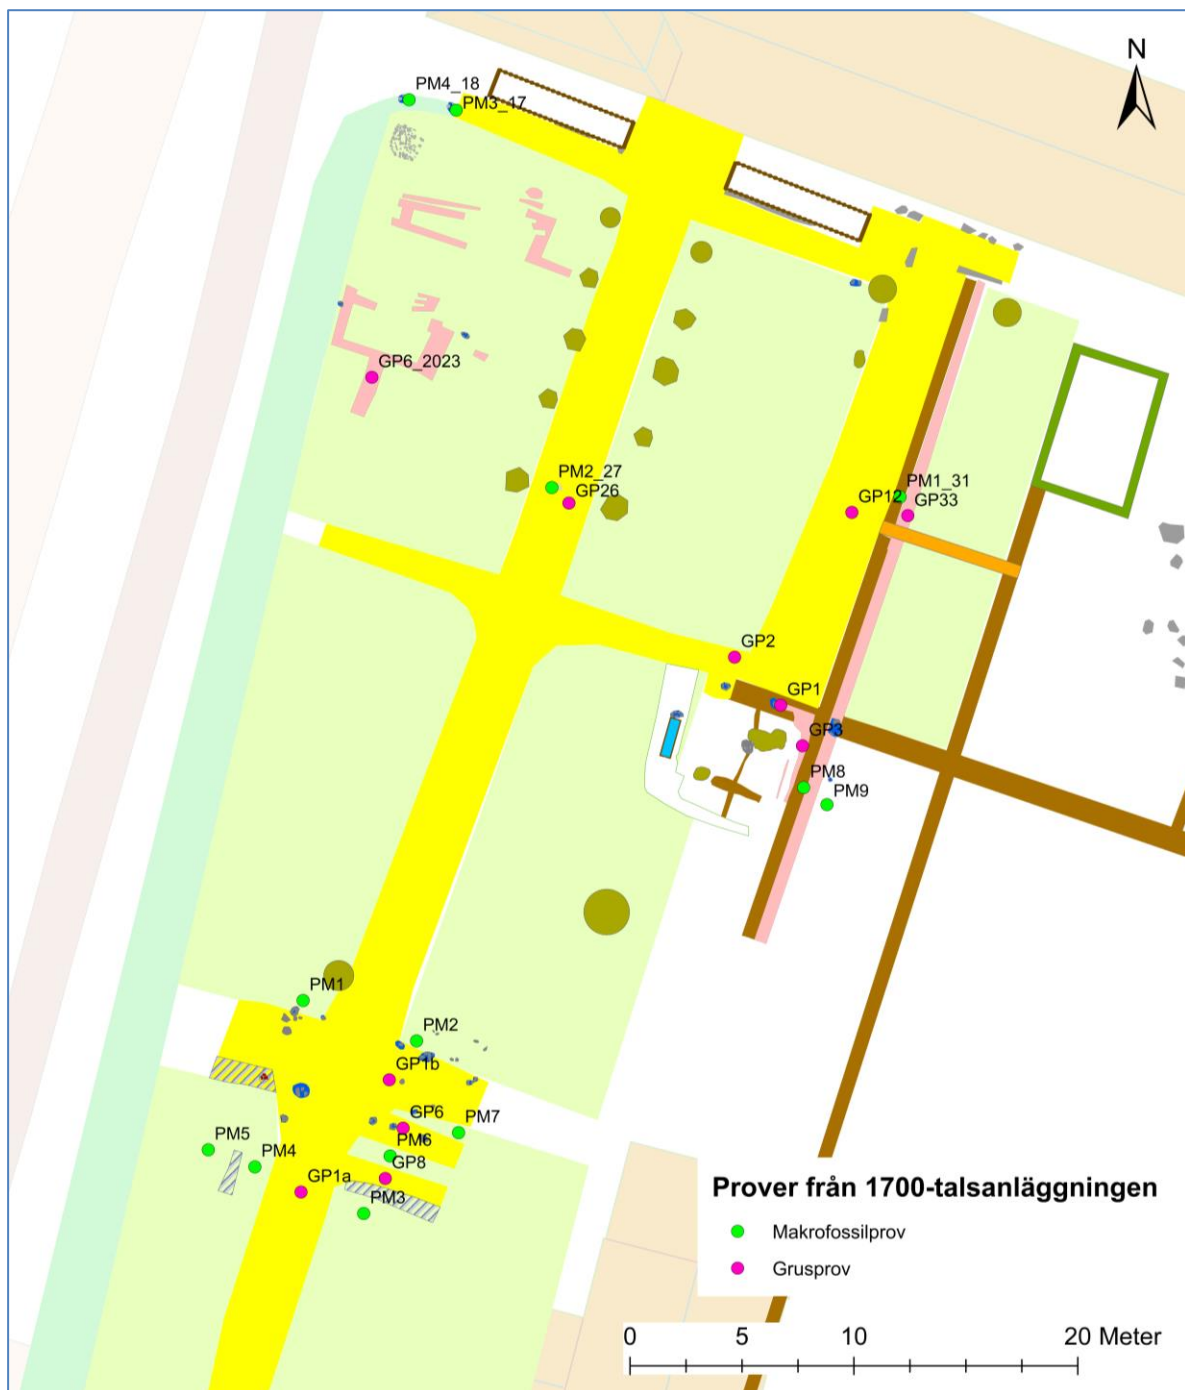 N
PM4_18
PM3_17
GP6_2023
PM2_27
GP26
PM1_31
GP12
GP33
GP2
GP1
GP3
PM8
PM9
PM1
PM2
GP1b
GP6
PM7
PM5
PM6
PM4
GP8
GP1a
PM3
Prover från 1700-talsanläggningen
Makrofossilprov
Grusprov
0 5 10 20 Meter